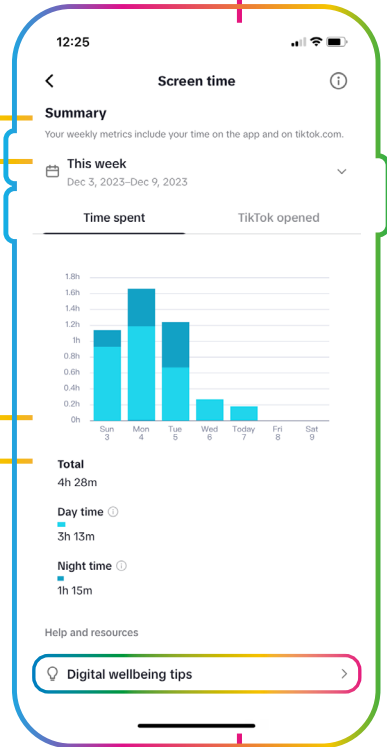 12:25
Screen time
Summary
Your weekly metrics include your time on the app and on tiktok.com.
This week
Dec 3, 2023–Dec 9, 2023
Time spent
TikTok opened
1.8h
1.6h
1.4h
1.2h
1h
0.8h
0.6h
0.4h
0.2h
0h
Sun Mon Tue Wed Today Fri Sat
3 4 5 6 7 8 9
Total
4h 28m
Day time
3h 13m
Night time
1h 15m
Help and resources
Digital wellbeing tips